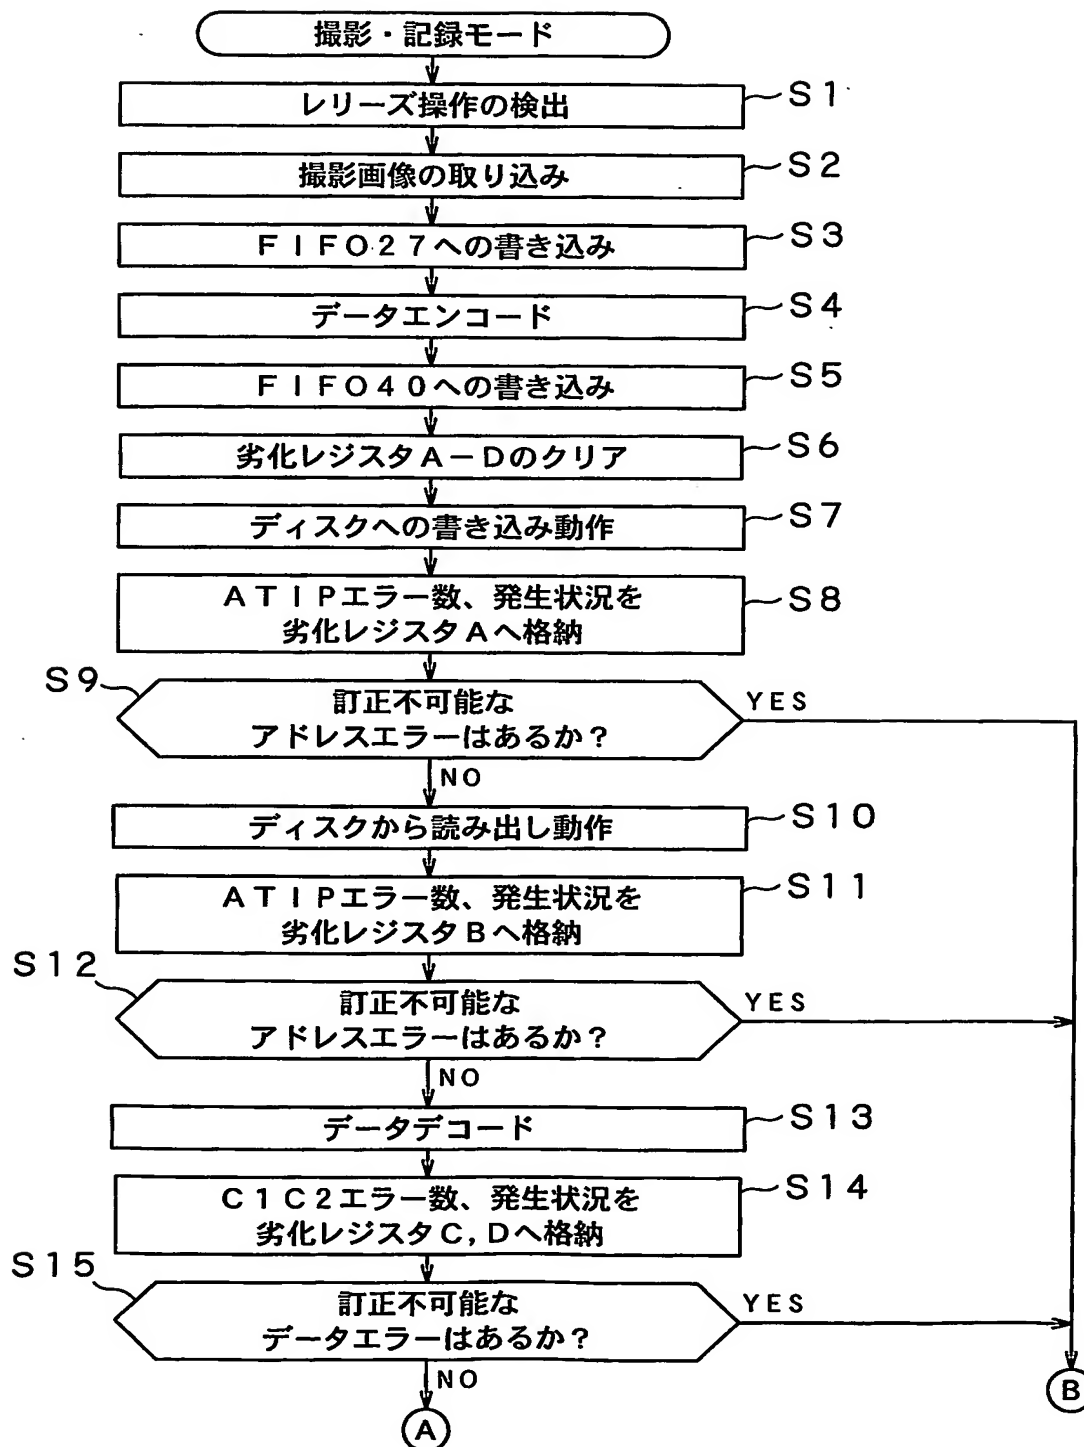 撮影・記録モード
レリーズ操作の検出
S1
撮影画像の取り込み
S2
FIFO27への書き込み
S3
データエンコード
S4
FIFO40への書き込み
S5
劣化レジスタA−Dのクリア
S6
ディスクへの書き込み動作
S7
ATIPエラー数、発生状況を
劣化レジスタAへ格納
S8
S9
訂正不可能な
アドレスエラーはあるか?
YES
NO
ディスクから読み出し動作
S10
ATIPエラー数、発生状況を
劣化レジスタBへ格納
S11
S12
訂正不可能な
アドレスエラーはあるか?
YES
NO
データデコード
S13
C1C2エラー数、発生状況を
劣化レジスタC,Dへ格納
S14
S15
訂正不可能な
データエラーはあるか?
YES
NO
B
A